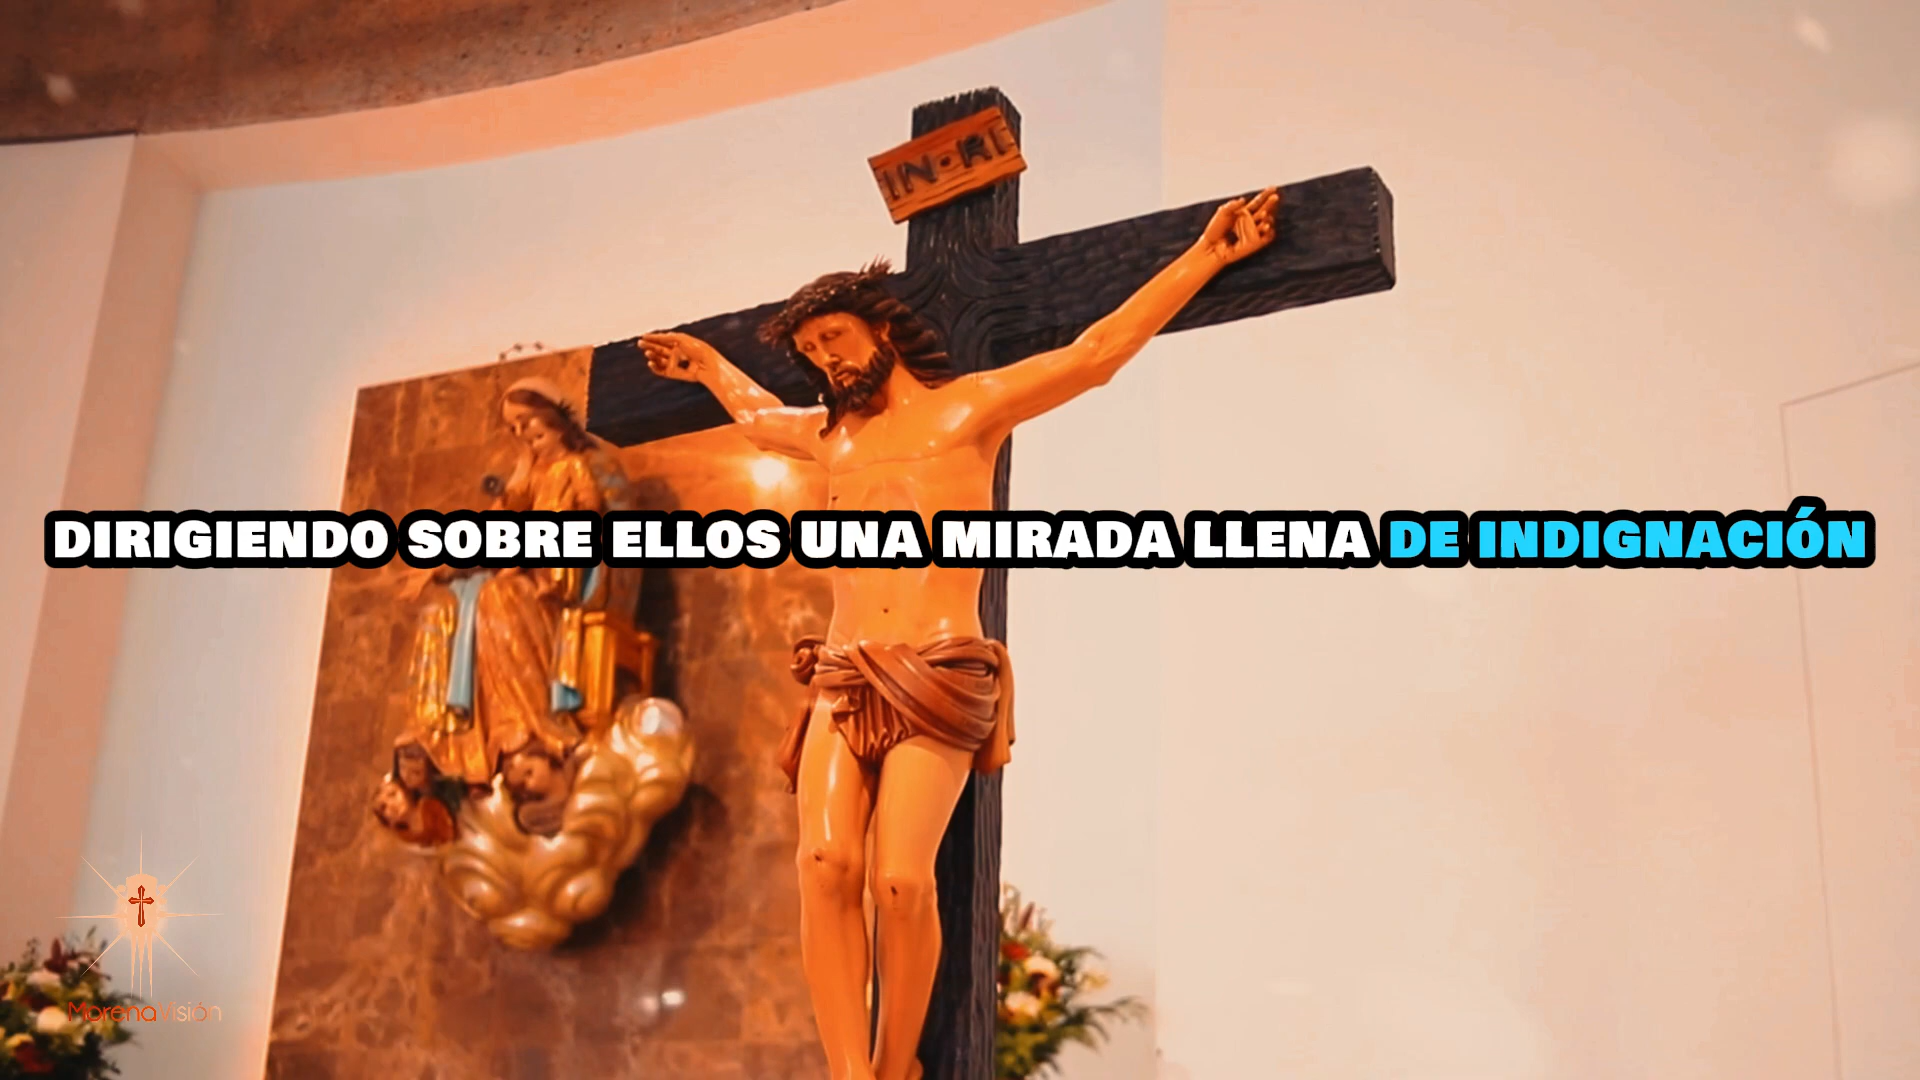 IN•RI
DIRIGIENDO SOBRE ELLOS UNA MIRADA LLENA DE INDIGNACIÓN
MorenaVisión